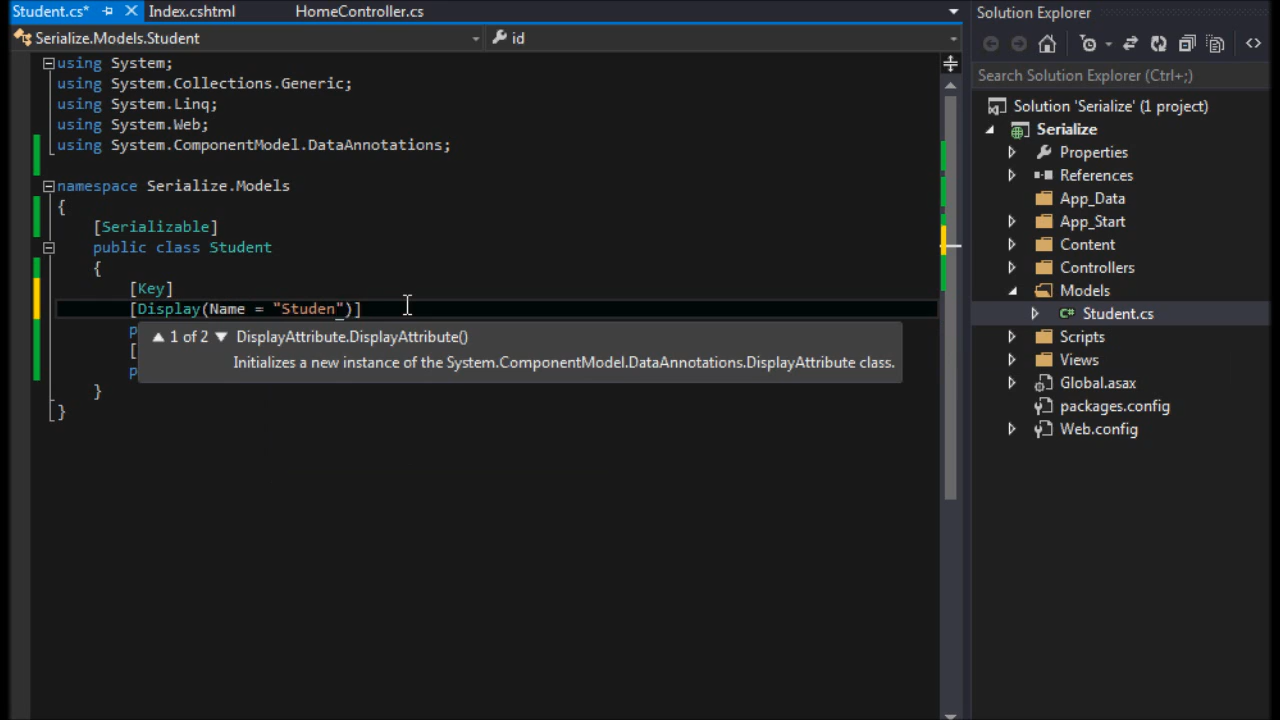 Student.cs* Index.cshtml HomeController.cs
Serialize.Models.Student id
using System;
using System.Collections.Generic;
using System.Linq;
using System.Web;
using System.ComponentModel.DataAnnotations;
namespace Serialize.Models
{
[Serializable]
public class Student
{
[Key]
[Display(Name = "Studen")]
p
1 of 2 DisplayAttribute.DisplayAttribute()
[
Initializes a new instance of the System.ComponentModel.DataAnnotations.DisplayAttribute class.
p
}
}
Solution Explorer
Search Solution Explorer (Ctrl+;)
Solution 'Serialize' (1 project)
Serialize
Properties
References
App_Data
App_Start
Content
Controllers
Models
C# Student.cs
Scripts
Views
Global.asax
packages.config
Web.config